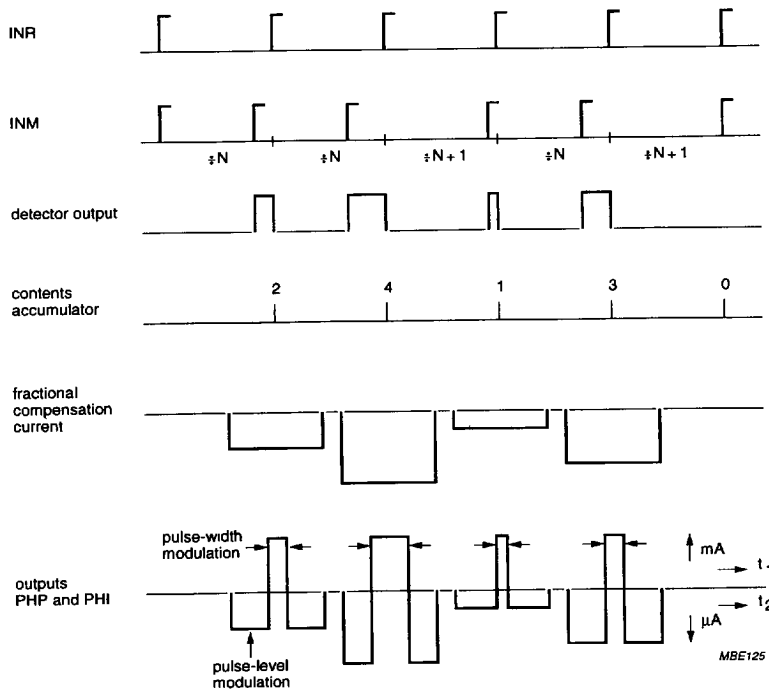 INR
INM
÷N ÷N ÷N+1 ÷N ÷N+1
detector output
contents
accumulator
2 4 1 3 0
fractional
compensation
current
pulse-width
modulation
mA
outputs
PHP and PHI
t₂
μA
pulse-level
modulation
MBE125